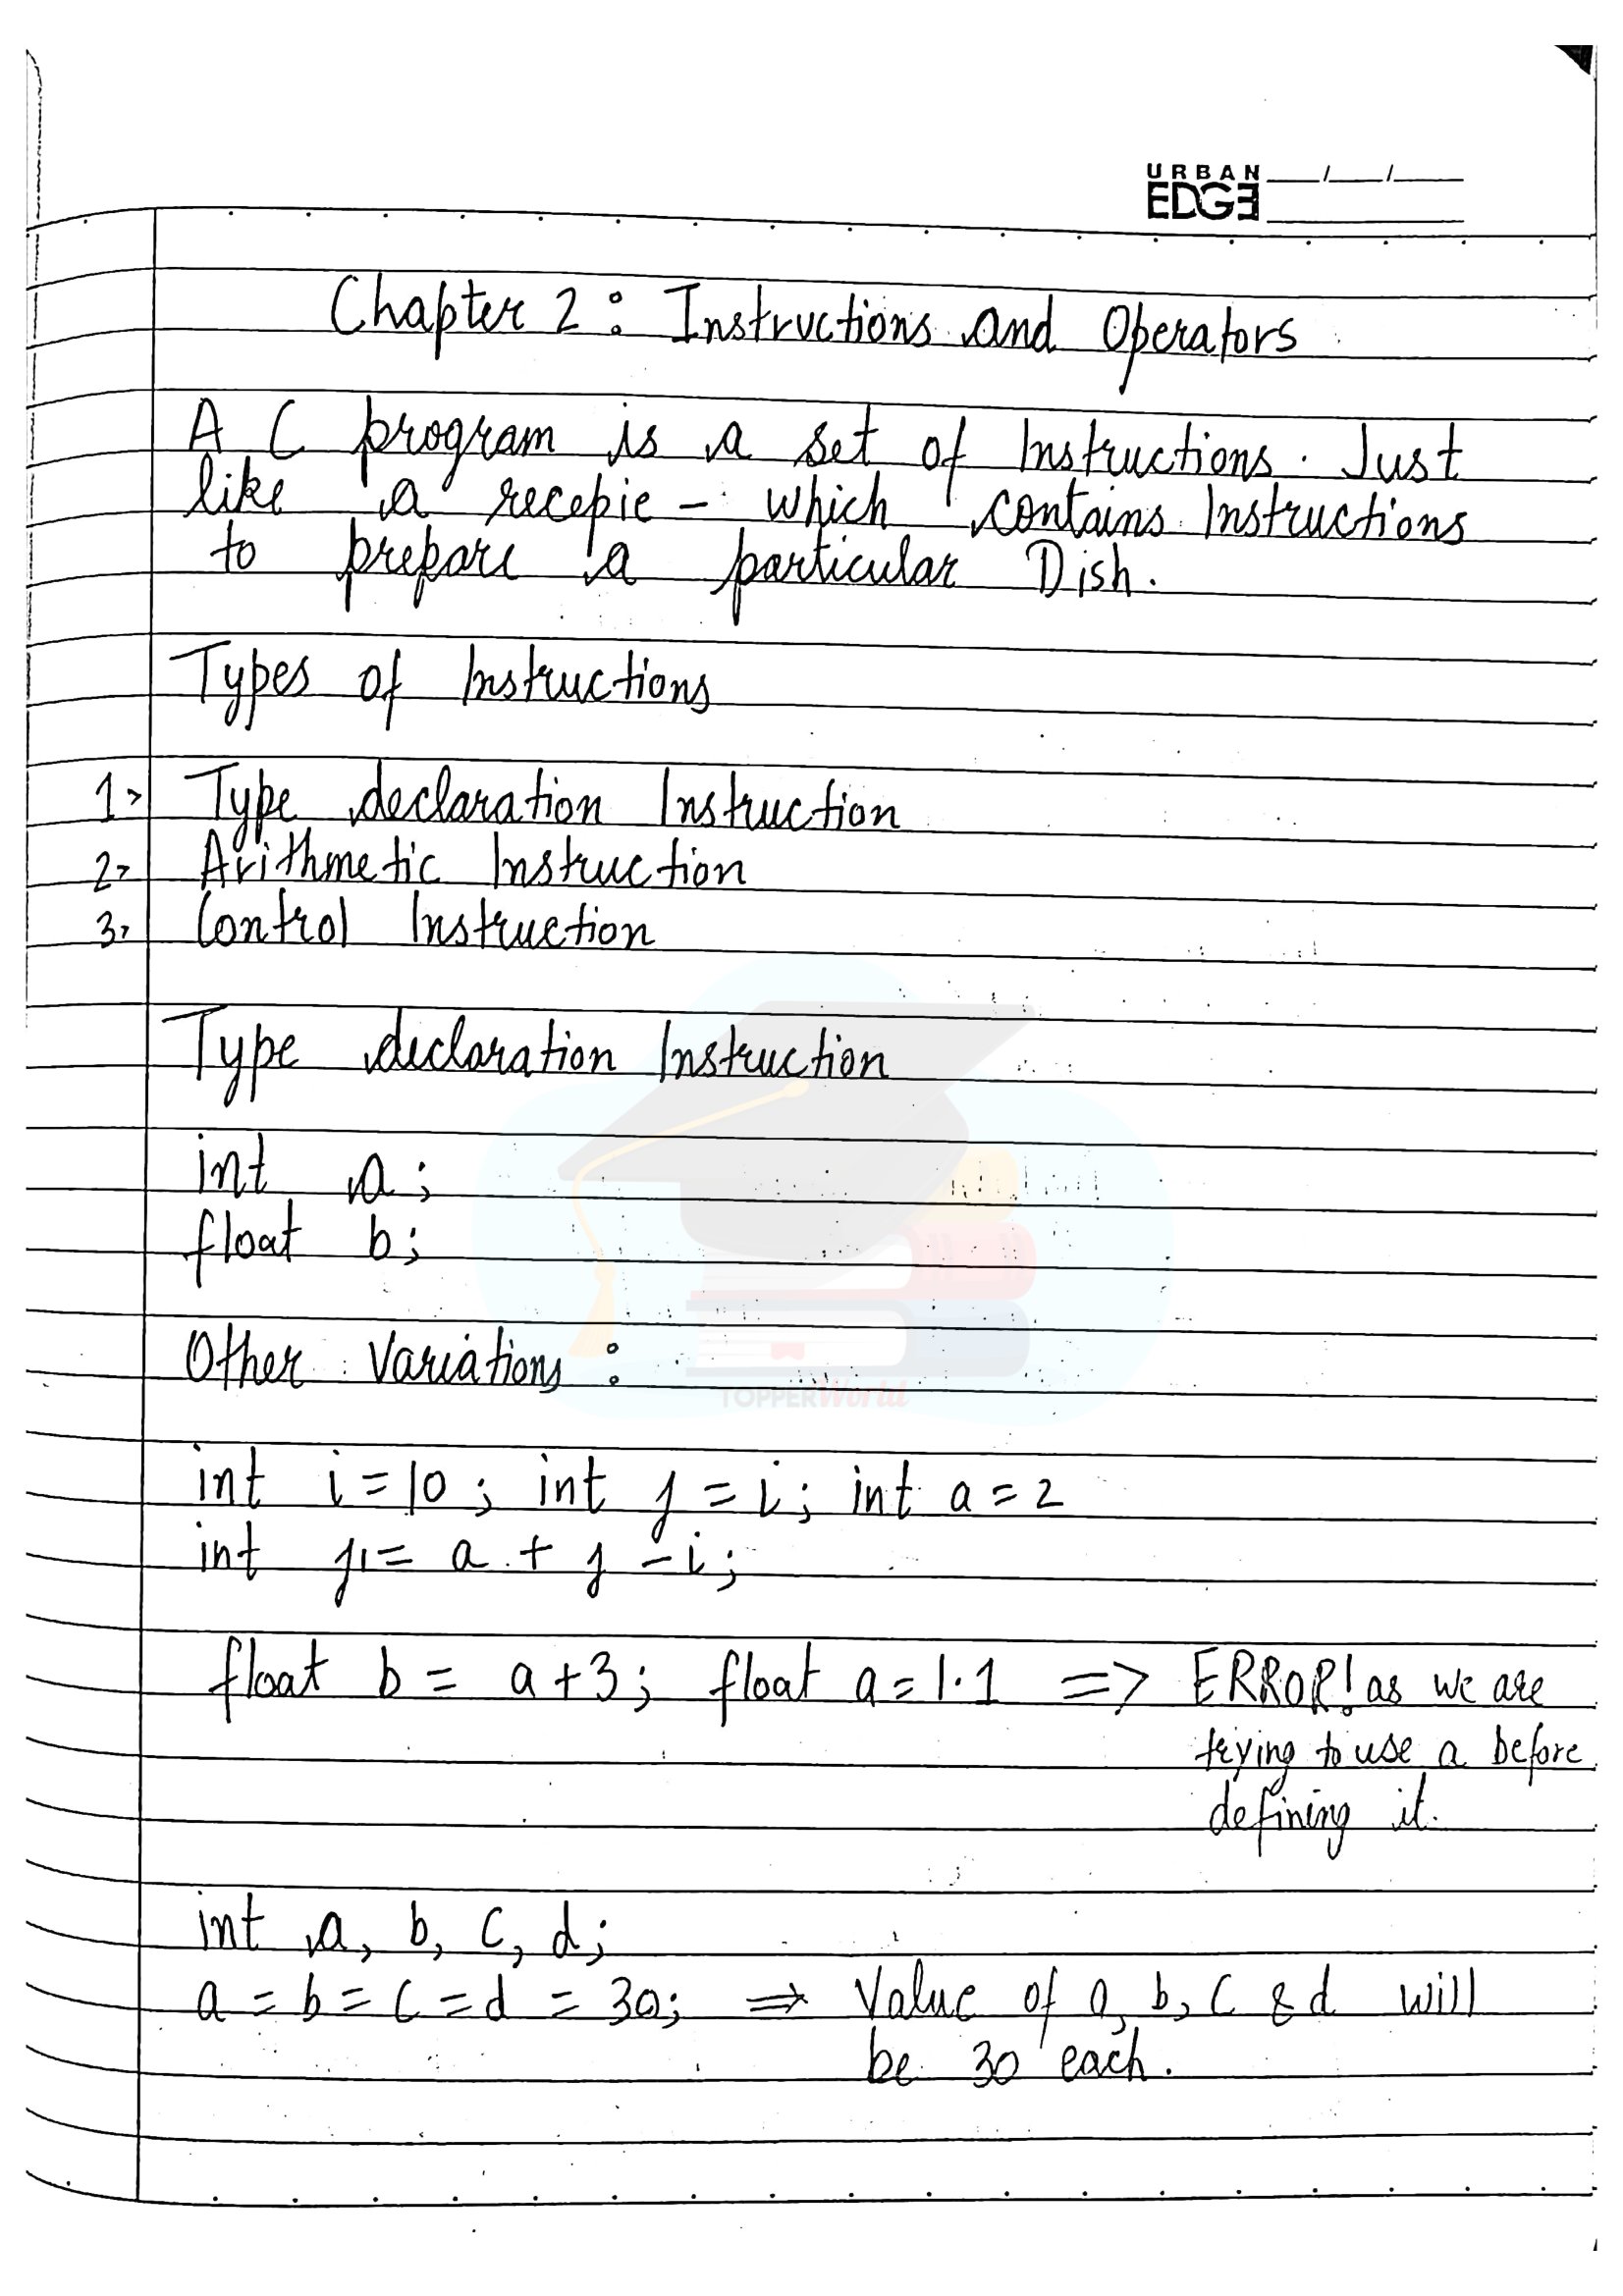 URBAN
EDGE
Chapter 2 : Instructions and Operators
A C program is a set of Instructions. Just
like a recepie - which contains Instructions
to prepare a particular Dish.
Types of Instructions
1> Type declaration Instruction
2> Arithmetic Instruction
3> Control Instruction
Type declaration Instruction
int a;
float b;
Other Variations :
TOPPERWorld
int i = 10; int j = i; int a = 2
int j1 = a + j - i;
float b = a+3; float a = 1.1 => ERROR! as we are
trying to use a before
defining it.
int a, b, c, d;
a = b = c = d = 30; => Value of a, b, c & d will
be 30 each.